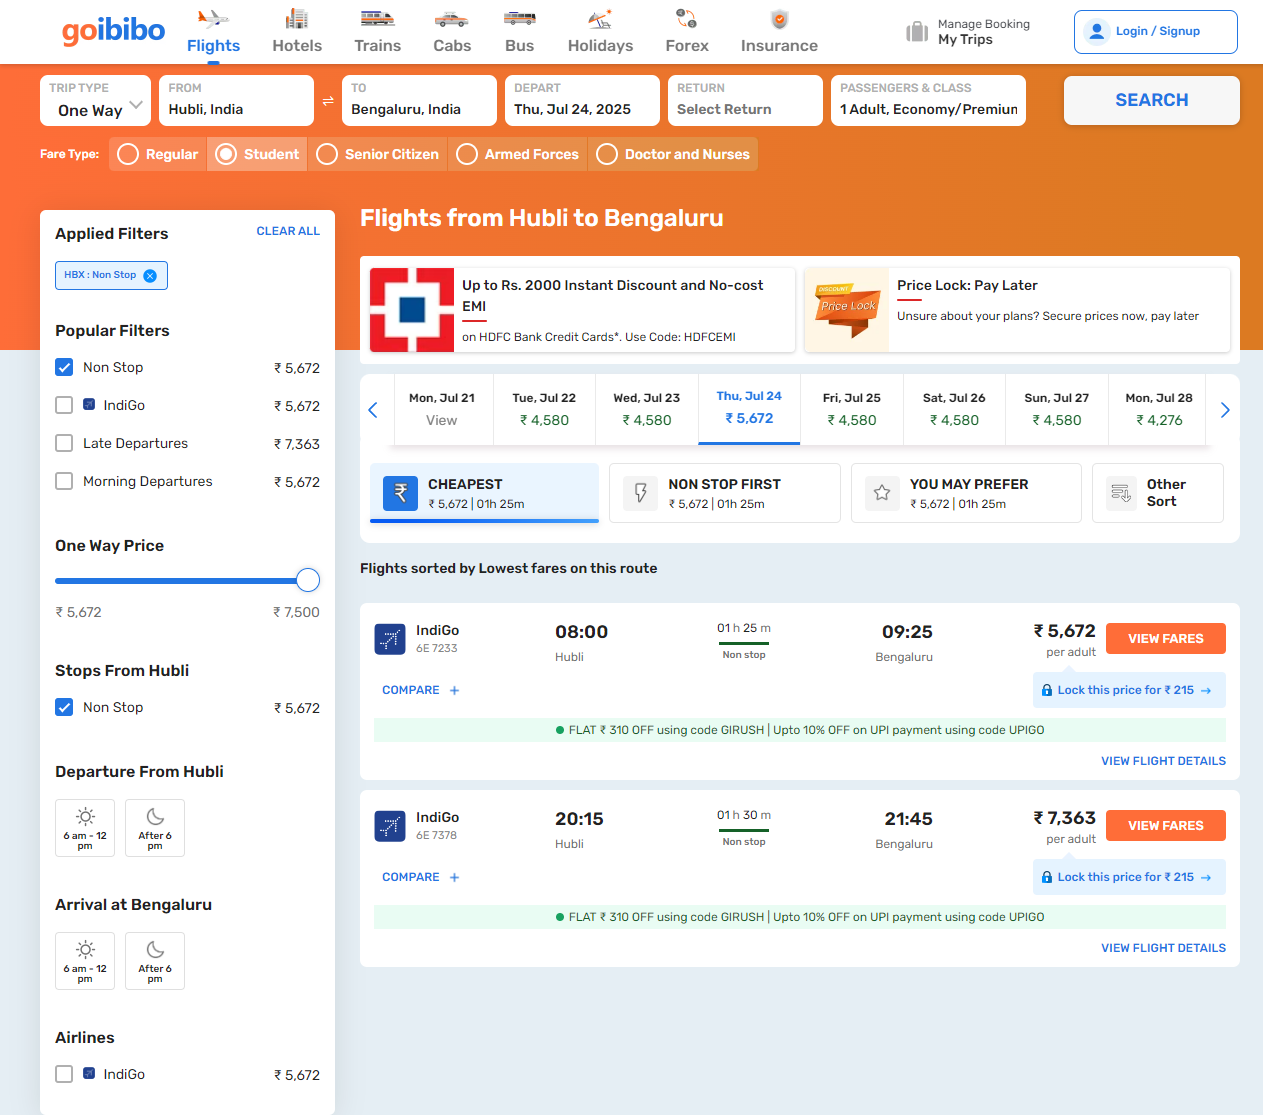 goibibo
Flights
Hotels
Trains
Cabs
Bus
Holidays
Forex
Insurance
Manage Booking
My Trips
Login / Signup
TRIP TYPE
One Way
FROM
Hubli, India
TO
Bengaluru, India
DEPART
Thu, Jul 24, 2025
RETURN
Select Return
PASSENGERS & CLASS
1 Adult, Economy/Premiun
SEARCH
Fare Type:
Regular
Student
Senior Citizen
Armed Forces
Doctor and Nurses
Applied Filters
CLEAR ALL
HBX : Non Stop
Popular Filters
Non Stop ₹ 5,672
IndiGo ₹ 5,672
Late Departures ₹ 7,363
Morning Departures ₹ 5,672
One Way Price
₹ 5,672 ₹ 7,500
Stops From Hubli
Non Stop ₹ 5,672
Departure From Hubli
6 am - 12
pm
After 6
pm
Arrival at Bengaluru
6 am - 12
pm
After 6
pm
Airlines
IndiGo ₹ 5,672
Flights from Hubli to Bengaluru
Up to Rs. 2000 Instant Discount and No-cost
EMI
on HDFC Bank Credit Cards*. Use Code: HDFCEMI
DISCOUNT
Price Lock
Price Lock: Pay Later
Unsure about your plans? Secure prices now, pay later
Mon, Jul 21
View
Tue, Jul 22
₹ 4,580
Wed, Jul 23
₹ 4,580
Thu, Jul 24
₹ 5,672
Fri, Jul 25
₹ 4,580
Sat, Jul 26
₹ 4,580
Sun, Jul 27
₹ 4,580
Mon, Jul 28
₹ 4,276
CHEAPEST
₹ 5,672 | 01h 25m
NON STOP FIRST
₹ 5,672 | 01h 25m
YOU MAY PREFER
₹ 5,672 | 01h 25m
Other
Sort
Flights sorted by Lowest fares on this route
IndiGo
6E 7233
08:00
Hubli
01 h 25 m
Non stop
09:25
Bengaluru
₹ 5,672
per adult
VIEW FARES
COMPARE +
Lock this price for ₹ 215 →
FLAT ₹ 310 OFF using code GIRUSH | Upto 10% OFF on UPI payment using code UPIGO
VIEW FLIGHT DETAILS
IndiGo
6E 7378
20:15
Hubli
01 h 30 m
Non stop
21:45
Bengaluru
₹ 7,363
per adult
VIEW FARES
COMPARE +
Lock this price for ₹ 215 →
FLAT ₹ 310 OFF using code GIRUSH | Upto 10% OFF on UPI payment using code UPIGO
VIEW FLIGHT DETAILS